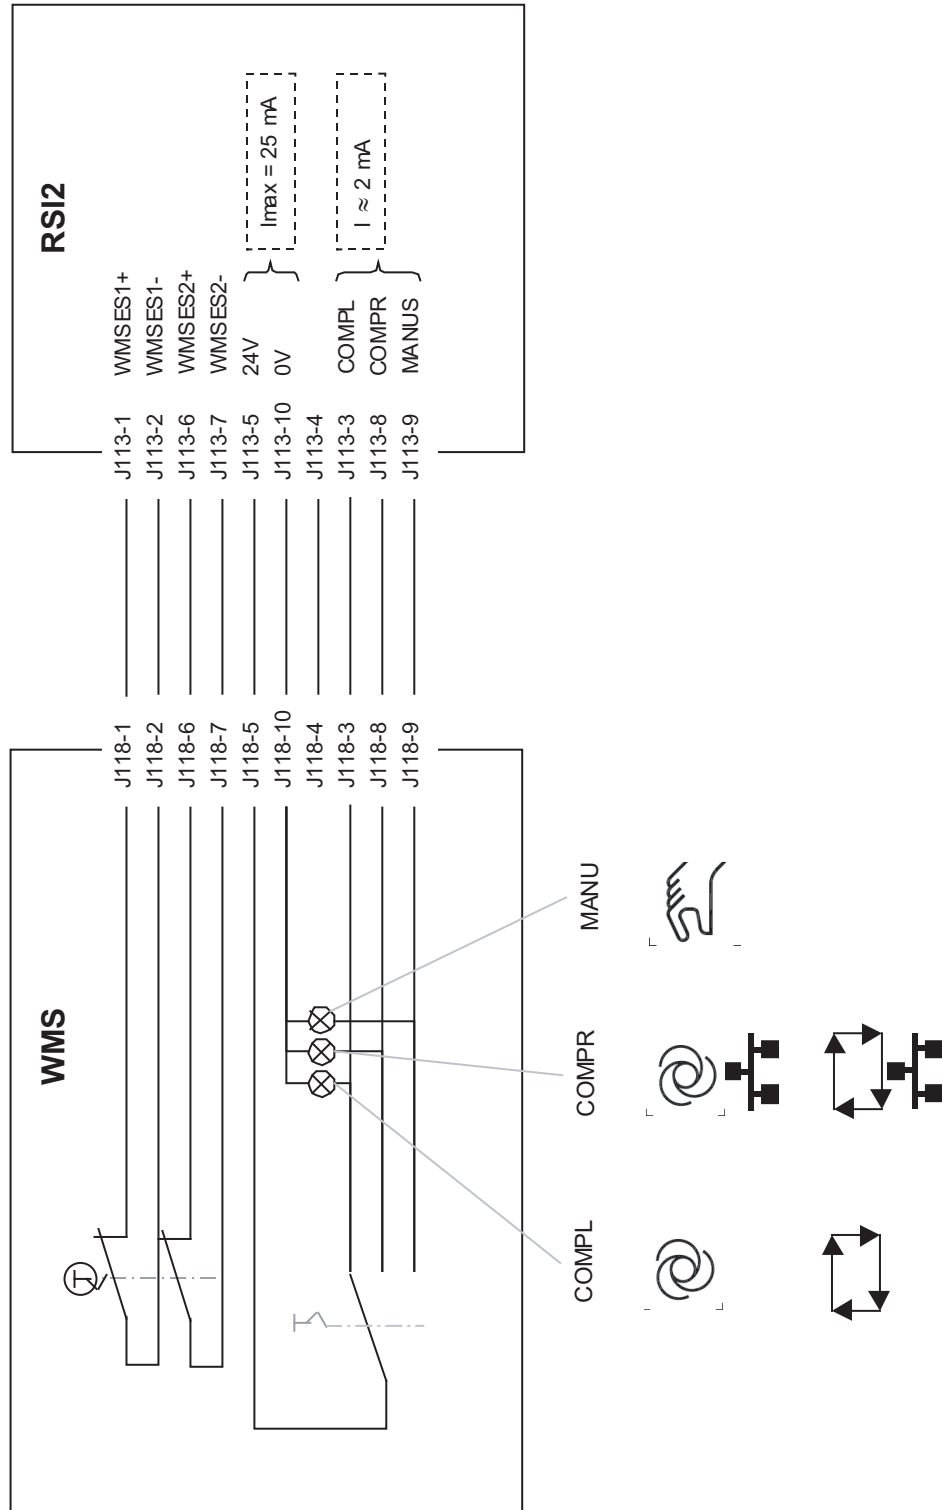 RSI2
WMSES1+
WMSES1-
WMSES2+
WMSES2-
24V
0V
Imax = 25 mA
COMPL
COMPR
MANUS
I ≈ 2 mA
J113-1
J113-2
J113-6
J113-7
J113-5
J113-10
J113-4
J113-3
J113-8
J113-9
J118-1
J118-2
J118-6
J118-7
J118-5
J118-10
J118-4
J118-3
J118-8
J118-9
WMS
MANU
COMPR
COMPL